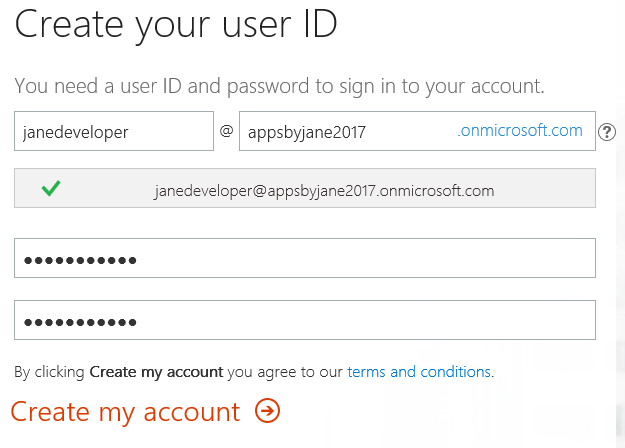 Create your user ID
You need a user ID and password to sign in to your account.
janedeveloper @ appsbyjane2017 .onmicrosoft.com ?
janedeveloper@appsbyjane2017.onmicrosoft.com
●●●●●●●●●●●
●●●●●●●●●●●
By clicking Create my account you agree to our terms and conditions.
Create my account